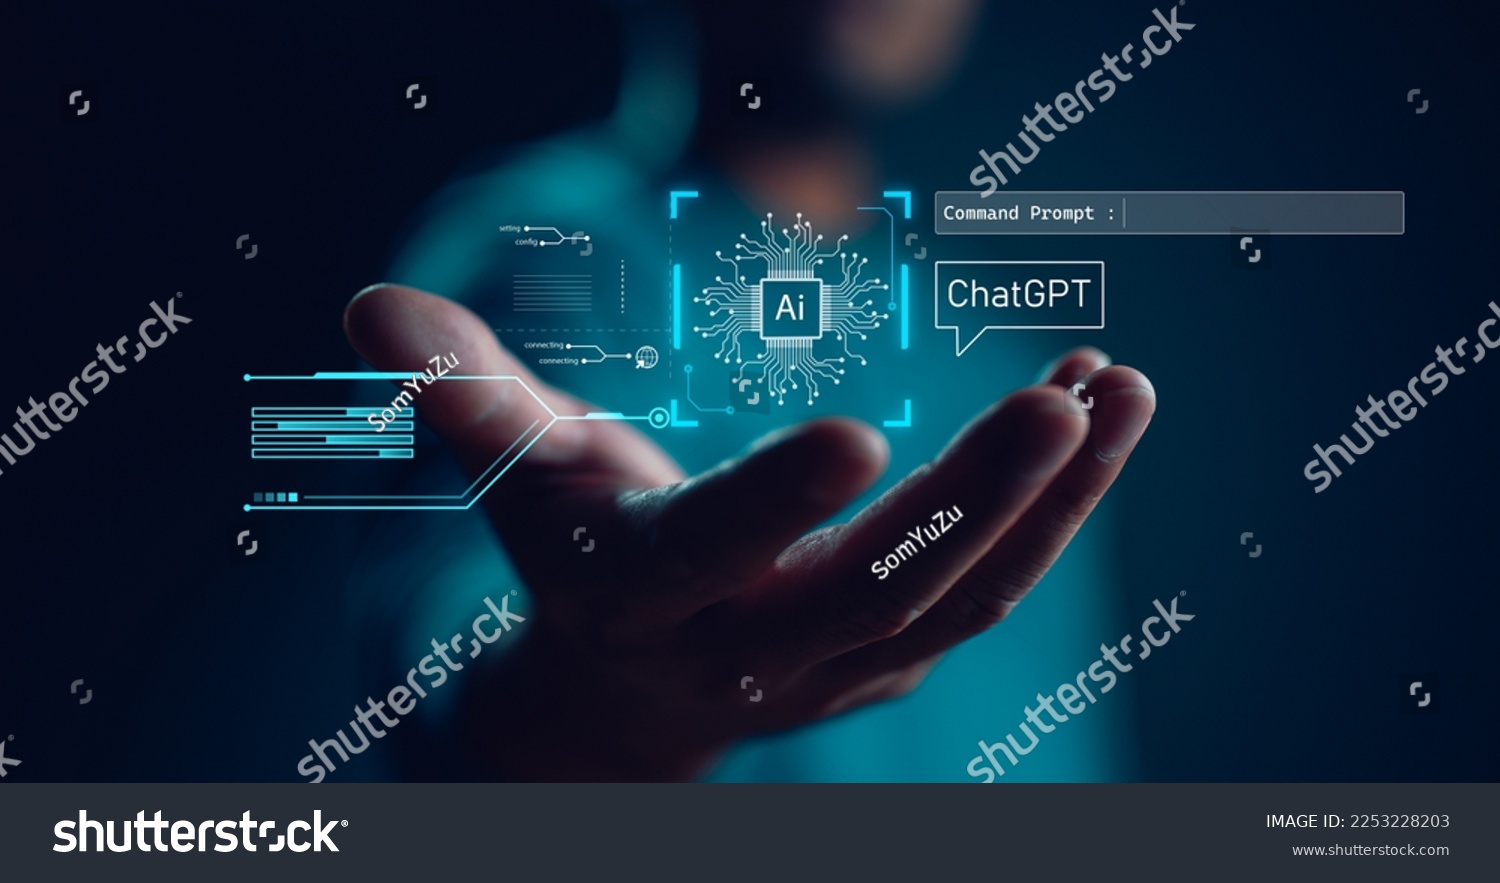 shutterstock
setting
config
Command Prompt :
Ai
ChatGPT
connecting
connecting
SomYuZu
shutterstock
shutterstock
SomYuZu
shutterstock
shutterstock
shutterstock®
IMAGE ID: 2253228203
www.shutterstock.com